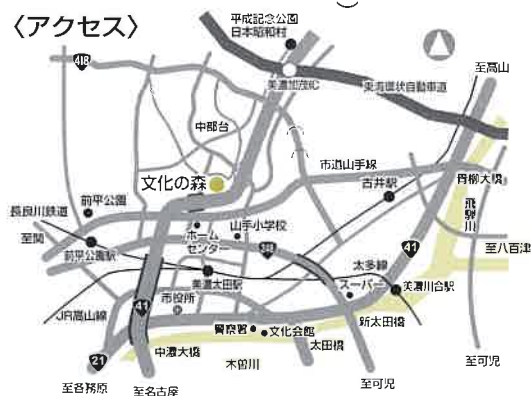 〈アクセス〉
平成記念公園
日本昭和村
418
美濃加茂IC
東海環状自動車道
至高山
中部台
文化の森
市道山手線
青柳大橋
古井駅
飛騨川
前平公園
長良川鉄道
至関
前平公園駅
ホーム
センター
山手小学校
348
41
至八百津
太多線
美濃太田駅
スーパー
美濃川合駅
市役所
41
JR高山線
新太田橋
警察署
文化会館
太田橋
中濃大橋
木曽川
21
至各務原
至名古屋
至可児
至可児